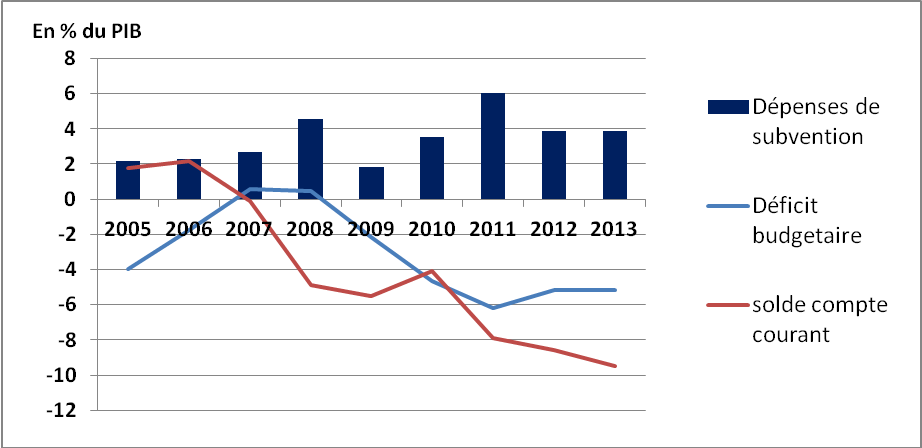 En % du PIB
8
6
4
2
0
-2
-4
-6
-8
-10
-12
2005 2006 2007 2008 2009 2010 2011 2012 2013
Dépenses de
subvention
Déficit
budgetaire
solde compte
courant